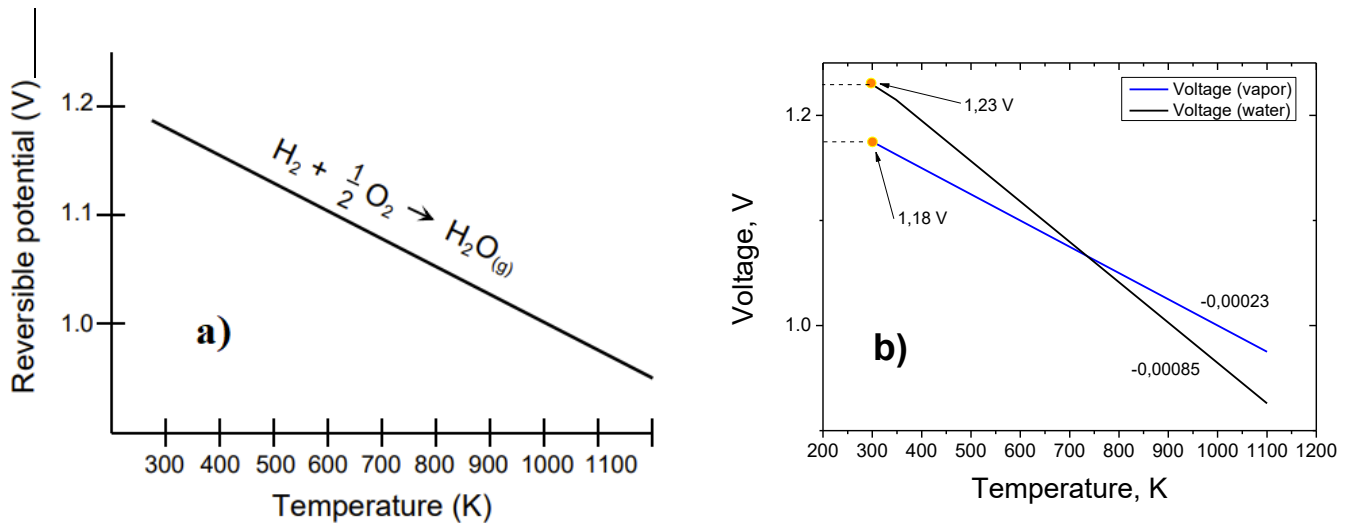 Reversible potential (V)
1.2
1.1
1.0
H₂ + 1/2 O₂ → H₂O(g)
a)
300 400 500 600 700 800 900 1000 1100
Temperature (K)
Voltage, V
1.2
1.0
Voltage (vapor)
Voltage (water)
1,23 V
1,18 V
-0,00023
-0,00085
b)
200 300 400 500 600 700 800 900 1000 1100 1200
Temperature, K